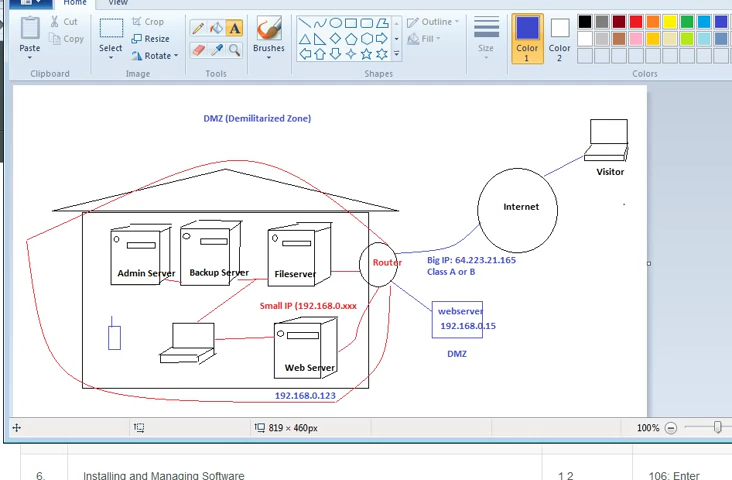 Home
View
Paste
Cut
Copy
Clipboard
Select
Crop
Resize
Rotate
Image
A
Tools
Brushes
Shapes
Outline
Fill
Size
Color
1
Color
2
Colors
DMZ (Demilitarized Zone)
Visitor
Internet
Admin Server
Backup Server
Fileserver
Router
Big IP: 64.223.21.165
Class A or B
Small IP (192.168.0.xxx
webserver
192.168.0.15
DMZ
Web Server
192.168.0.123
819 × 460px
100%
6.
Installing and Managing Software
1 2
106: Enter